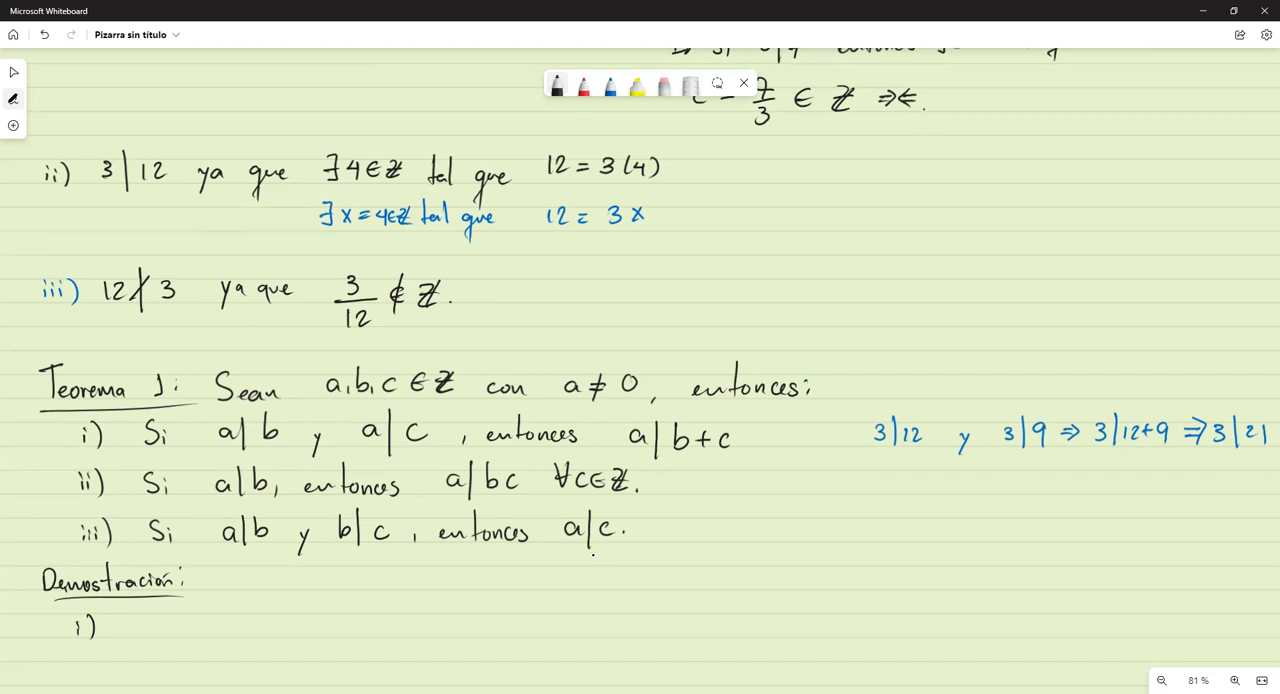 Microsoft Whiteboard
Pizarra sin título
7/3 ∈ ℤ ⇒⇐.
ii) 3|12 ya que ∃4∈ℤ tal que 12 = 3(4)
∃x=4∈ℤ tal que 12 = 3x
iii) 12∤3 ya que 3/12 ∉ ℤ.
Teorema 1: Sean a,b,c ∈ ℤ con a ≠ 0, entonces:
i) Si a|b y a|c, entonces a|b+c 3|12 y 3|9 ⇒ 3|12+9 ⇒ 3|21
ii) Si a|b, entonces a|bc ∀c∈ℤ.
iii) Si a|b y b|c, entonces a|c.
Demostración:
i)
81 %